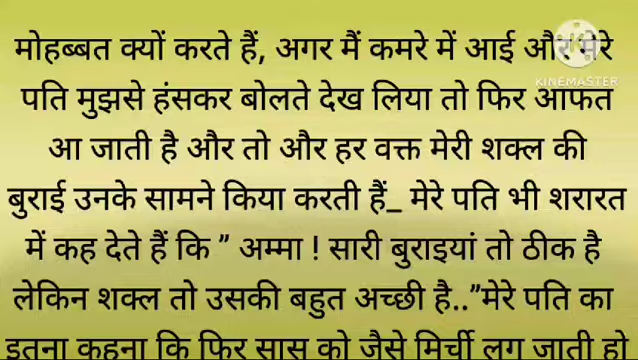 मोहब्बत क्यों करते हैं, अगर मैं कमरे में आई और मेरे
KINEMASTER
पति मुझसे हंसकर बोलते देख लिया तो फिर आफत
आ जाती है और तो और हर वक्त मेरी शक्ल की
बुराई उनके सामने किया करती हैं_ मेरे पति भी शरारत
में कह देते हैं कि ” अम्मा ! सारी बुराइयां तो ठीक है
लेकिन शक्ल तो उसकी बहुत अच्छी है..”मेरे पति का
इतना कहना कि फिर सास को जैसे मिर्ची लग जाती हो